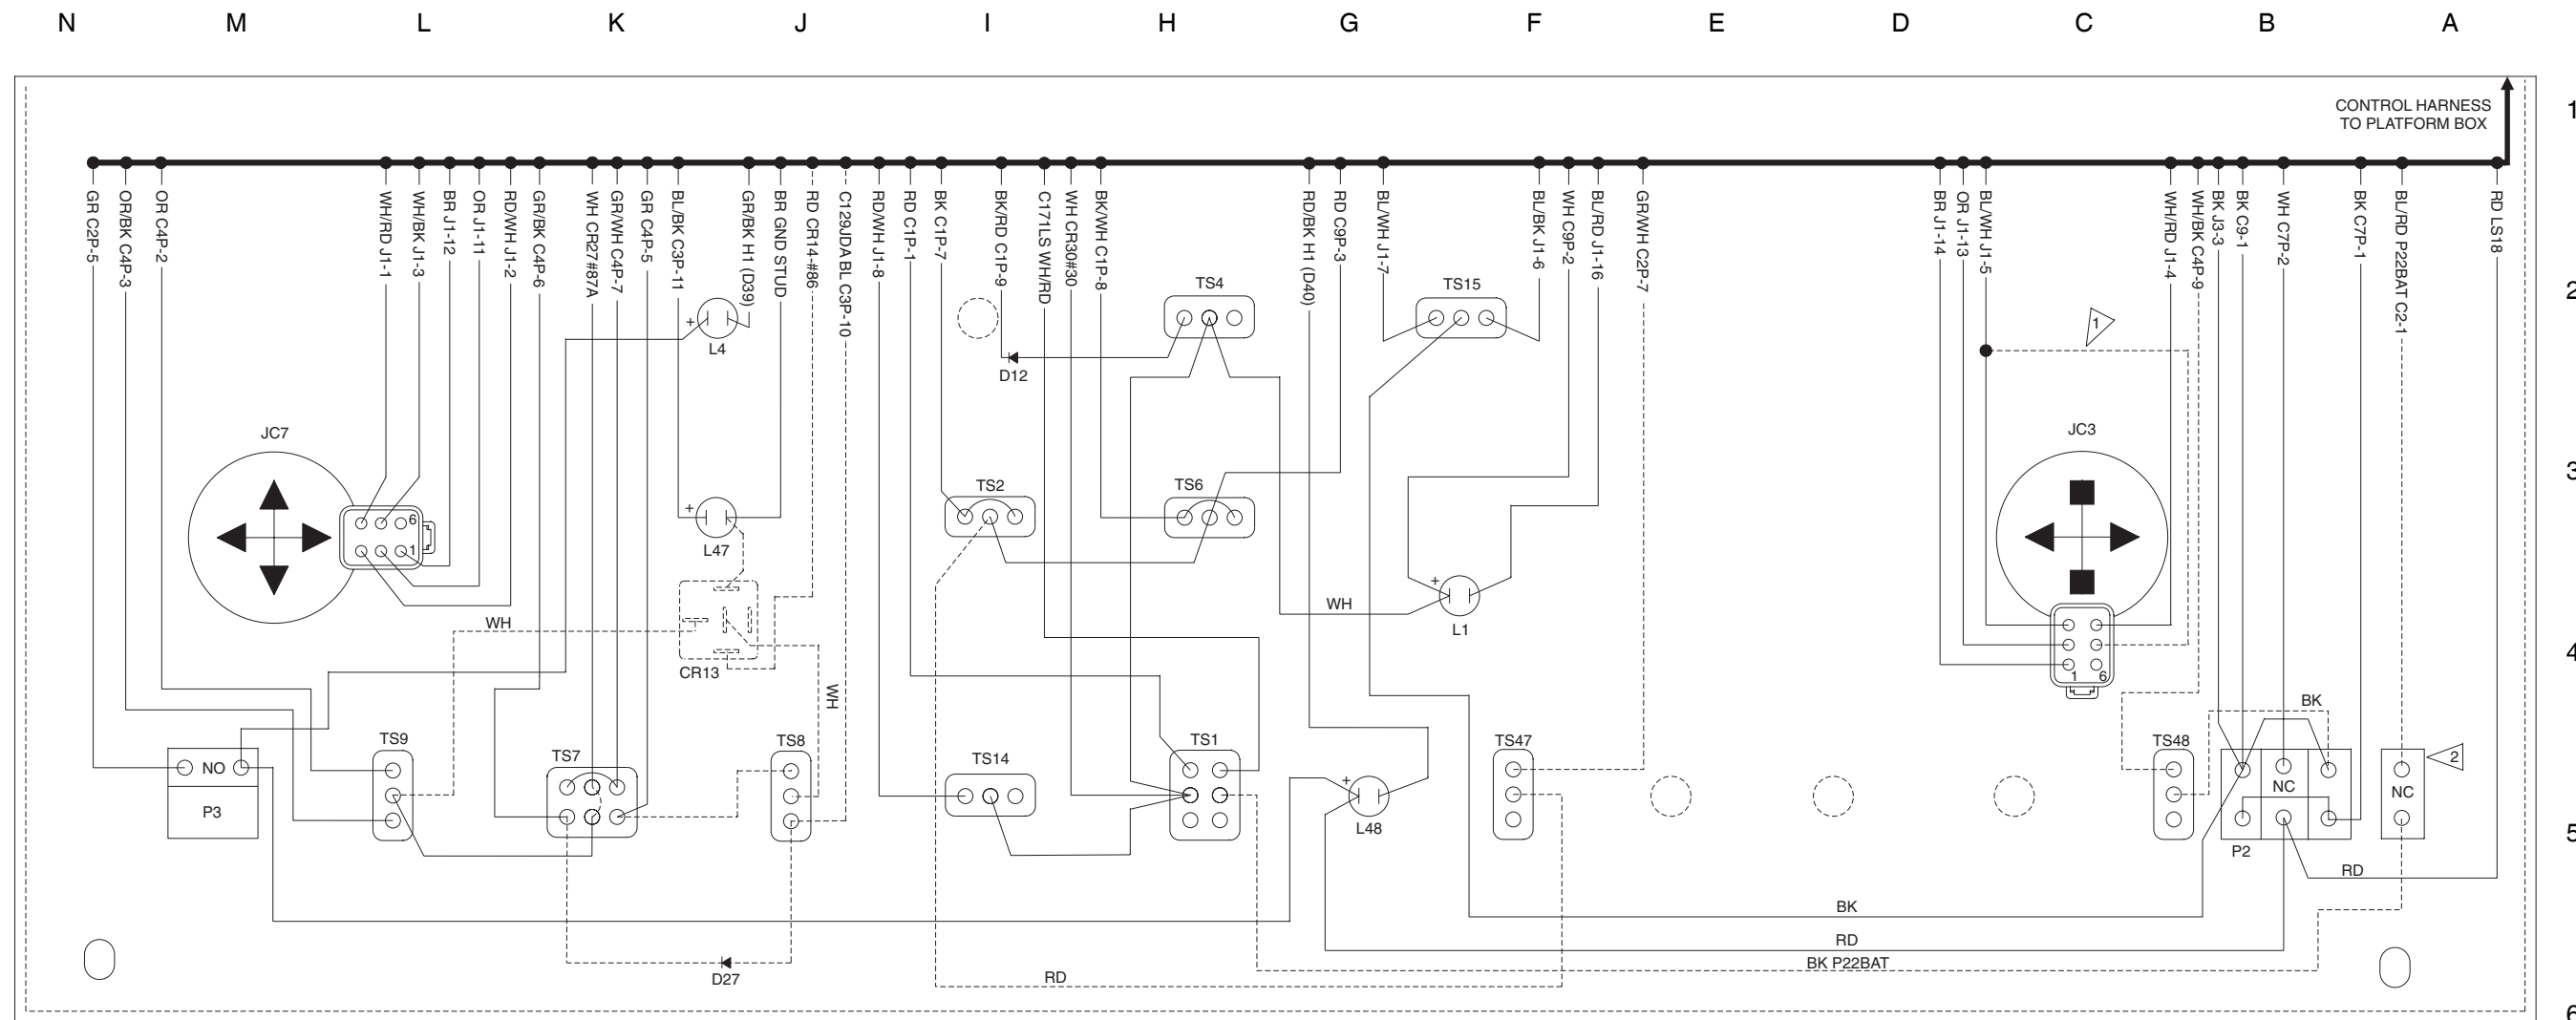 N M L K J I H G F E D C B A
1
CONTROL HARNESS
TO PLATFORM BOX
GR C2P-5
OR/BK C4P-3
OR C4P-2
WH/RD J1-1
WH/BK J1-3
BR J1-12
OR J1-11
RD/WH J1-2
GR/BK C4P-6
WH CR27#87A
GR/WH C4P-7
GR C4P-5
BL/BK C3P-11
GR/BK H1 (D39)
BR GND STUD
RD CR14-#86
C129JDA BL C3P-10
RD/WH J1-8
RD C1P-1
BK C1P-7
BK/RD C1P-9
C171LS WH/RD
WH CR30#30
BK/WH C1P-8
RD/BK H1 (D40)
RD C9P-3
BL/WH J1-7
BL/BK J1-6
WH C9P-2
BL/RD J1-16
GR/WH C2P-7
BR J1-14
OR J1-13
BL/WH J1-5
WH/RD J1-4
WH/BK C4P-9
BK J3-3
BK C9-1
WH C7P-2
BK C7P-1
BL/RD P22BAT C2-1
RD LS18
2
TS4
TS15
+
L4
D12
1
JC7
JC3
3
TS2
TS6
+
L47
6
1
+
WH
L1
WH
CR13
4
1 6
WH
BK
TS9
TS7
TS8
TS14
TS1
TS47
TS48
2
NO
P3
+
L48
NC
NC
5
P2
RD
BK
RD
BK P22BAT
D27
RD
6